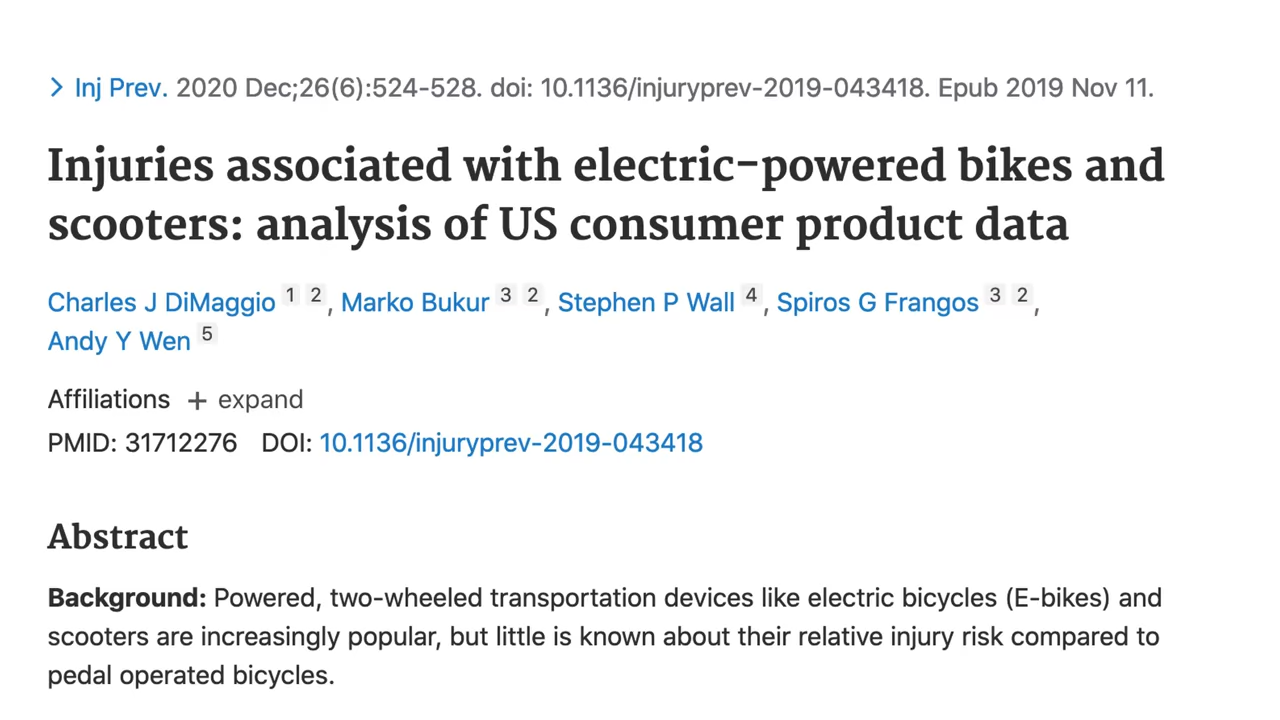 > Inj Prev. 2020 Dec;26(6):524-528. doi: 10.1136/injuryprev-2019-043418. Epub 2019 Nov 11.
Injuries associated with electric-powered bikes and
scooters: analysis of US consumer product data
Charles J DiMaggio 1 2, Marko Bukur 3 2, Stephen P Wall 4, Spiros G Frangos 3 2,
Andy Y Wen 5
Affiliations + expand
PMID: 31712276 DOI: 10.1136/injuryprev-2019-043418
Abstract
Background: Powered, two-wheeled transportation devices like electric bicycles (E-bikes) and
scooters are increasingly popular, but little is known about their relative injury risk compared to
pedal operated bicycles.